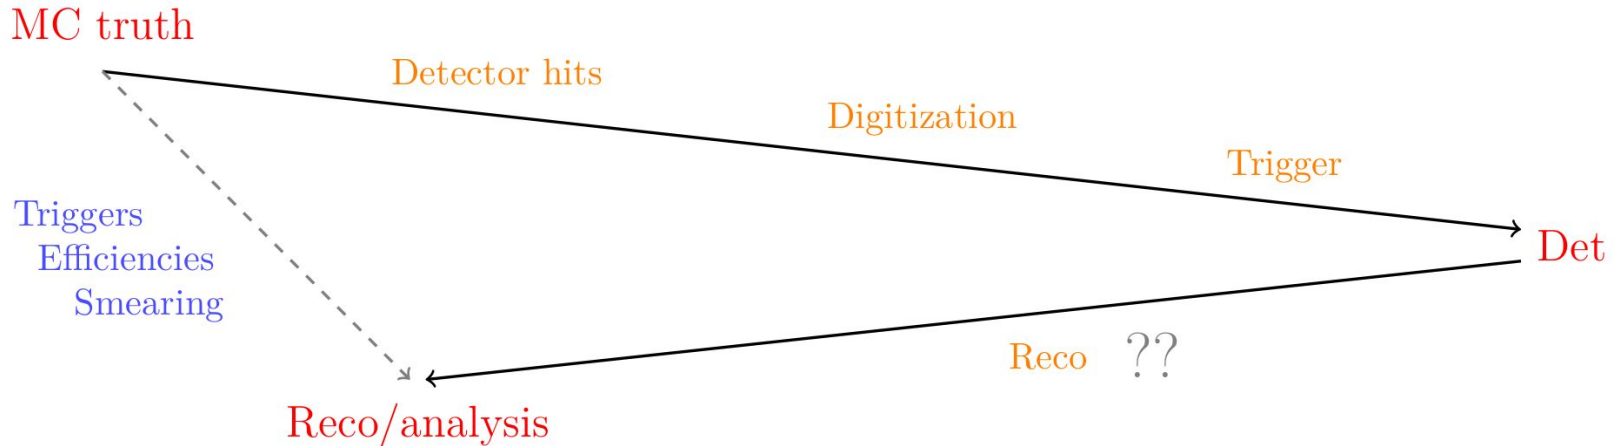 MC truth
Detector hits
Digitization
Trigger
Triggers
Efficiencies
Smearing
Det
Reco ??
Reco/analysis